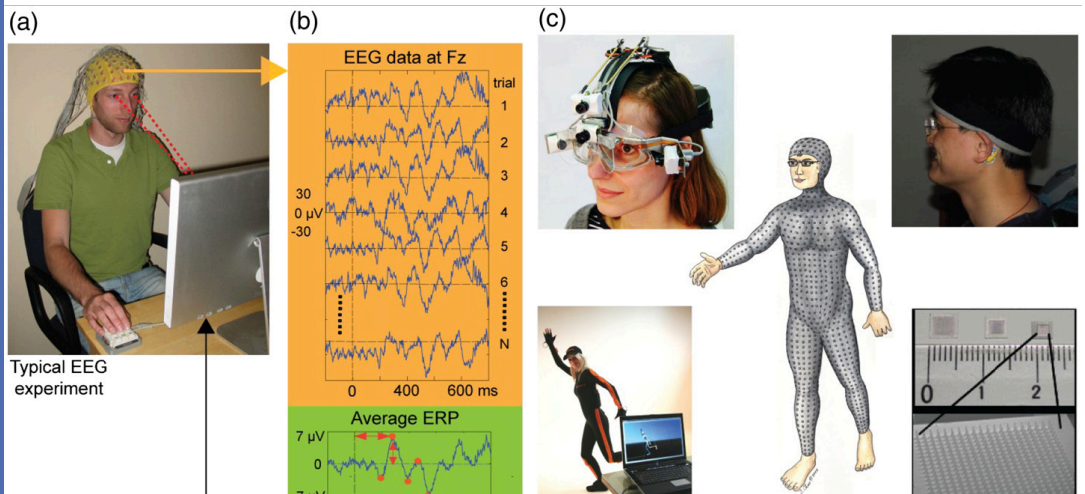 (a)
(b)
(c)
EEG data at Fz
trial
1
2
3
30
0 µV
-30
4
5
6
N
0 400 600 ms
Typical EEG
experiment
Average ERP
7 µV
0
0 1 2